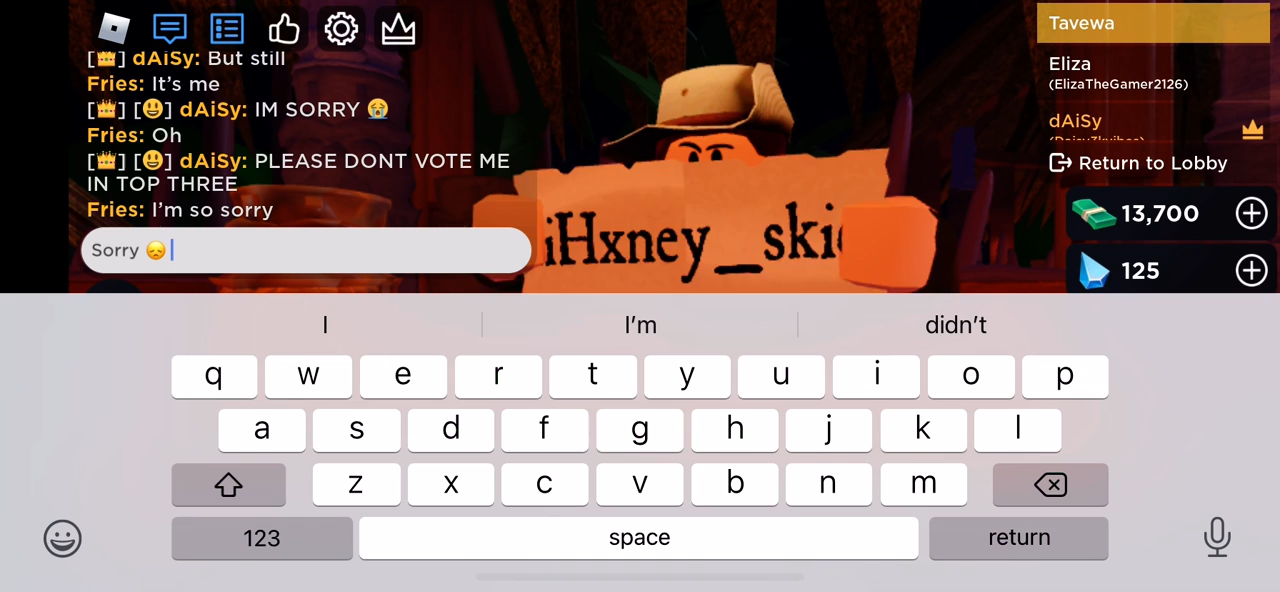 [👑] dAiSy: But still
Fries: It's me
[👑] [😃] dAiSy: IM SORRY 😭
Fries: Oh
[👑] [😃] dAiSy: PLEASE DONT VOTE ME
IN TOP THREE
Fries: I'm so sorry
Sorry 😞
iHxney_ski
Tavewa
Eliza
(ElizaTheGamer2126)
dAiSy
Return to Lobby
13,700
125
I I'm didn't
q w e r t y u i o p
a s d f g h j k l
z x c v b n m
123 space return